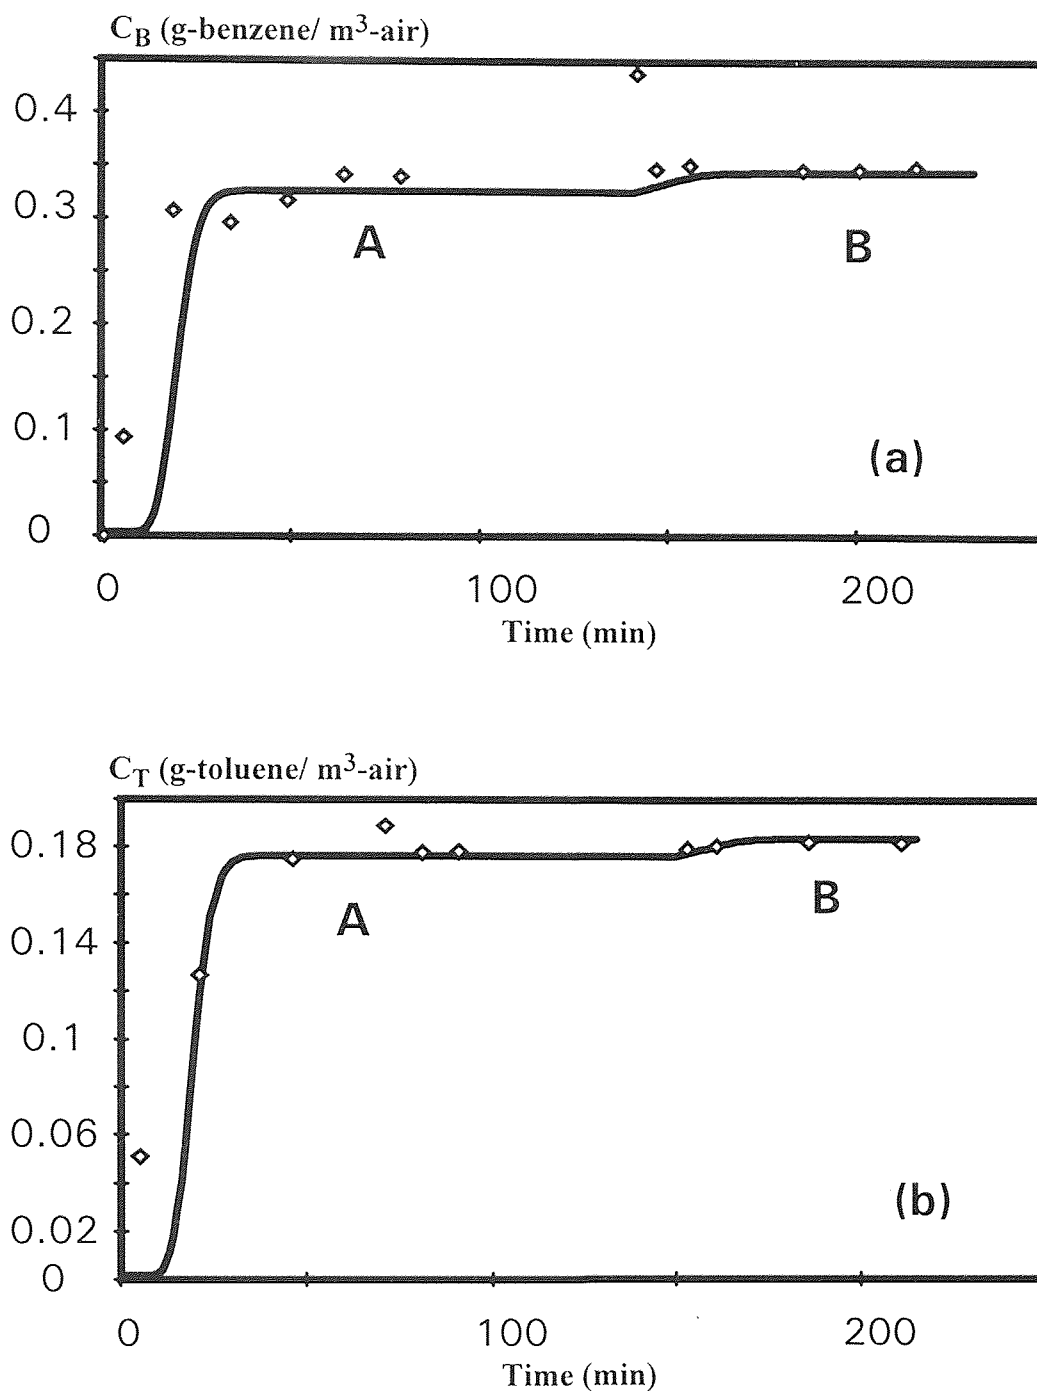 C_B (g-benzene/ m³-air)
0.4
0.3
A
B
0.2
0.1
(a)
0
0 100 200
Time (min)
C_T (g-toluene/ m³-air)
0.18
A
B
0.14
0.1
0.06
(b)
0.02
0
0 100 200
Time (min)